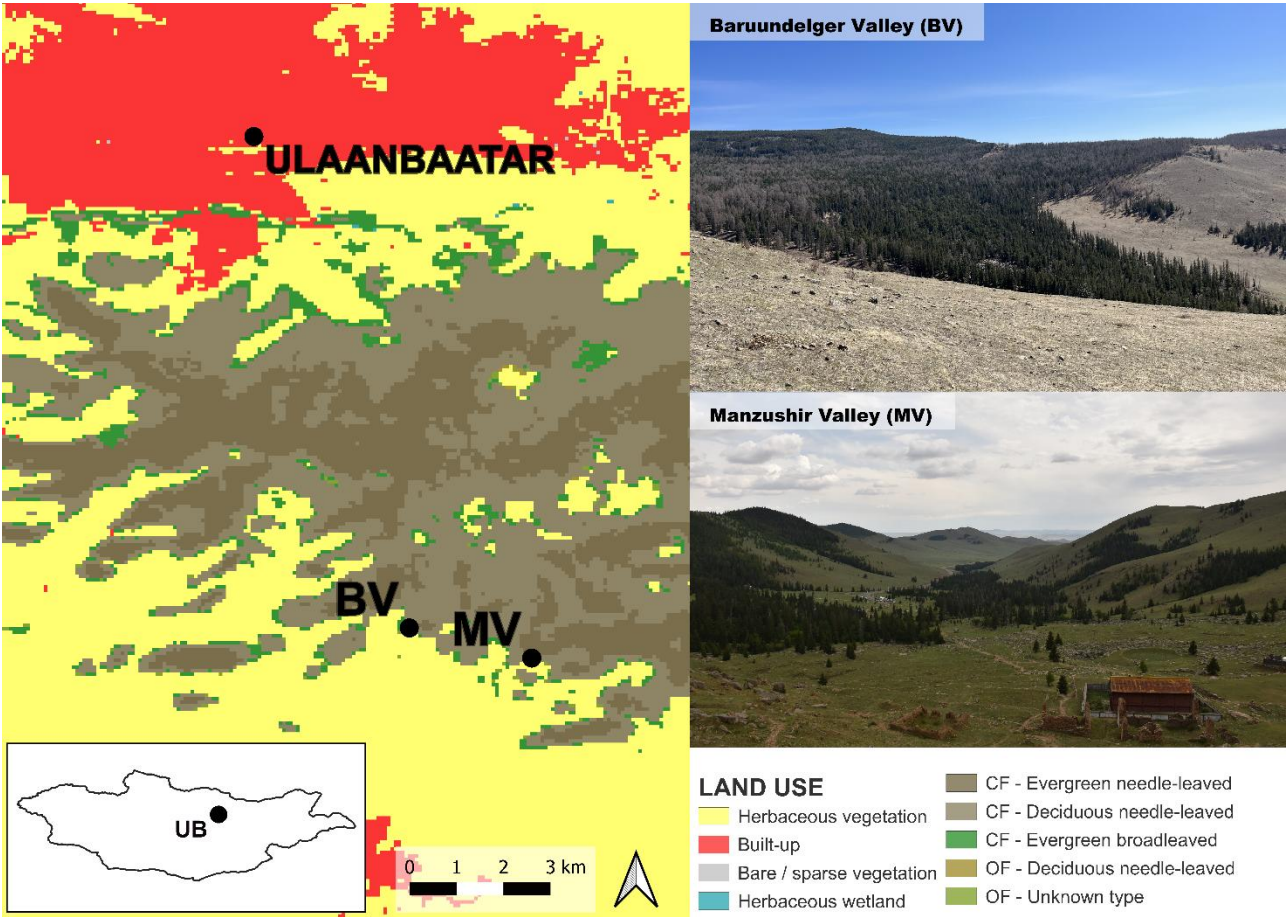 ULAANBAATAR
BV
MV
UB
0 1 2 3 km
Baruundelger Valley (BV)
Manzushir Valley (MV)
LAND USE
Herbaceous vegetation
Built-up
Bare / sparse vegetation
Herbaceous wetland
CF - Evergreen needle-leaved
CF - Deciduous needle-leaved
CF - Evergreen broadleaved
OF - Deciduous needle-leaved
OF - Unknown type